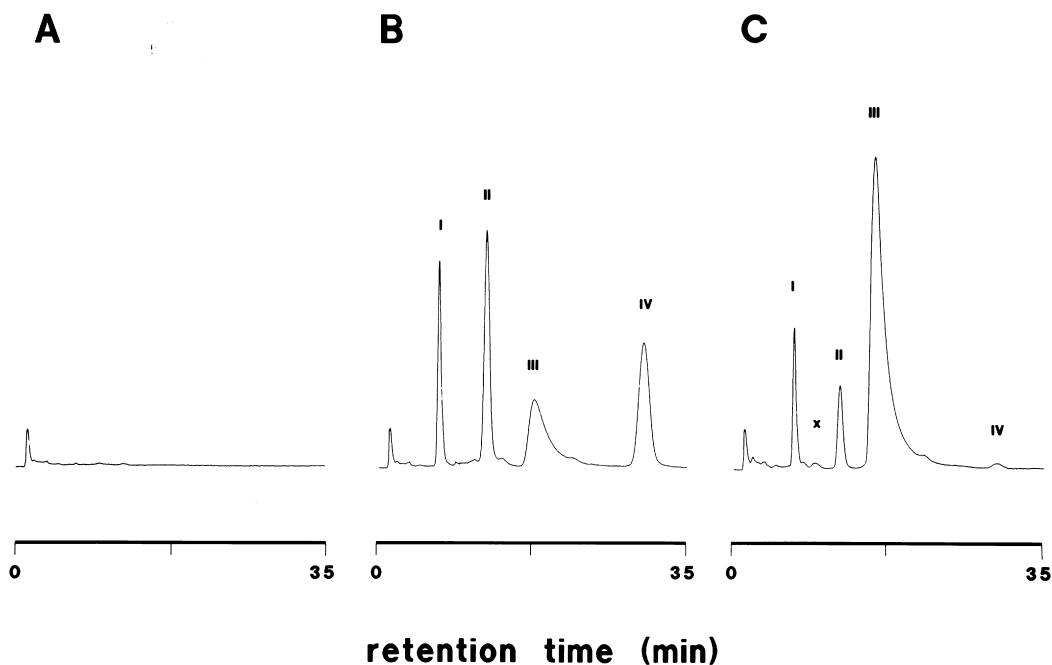 A B C
III
II
I
I
IV
II
III
x
IV
0 35 0 35 0 35
retention time (min)